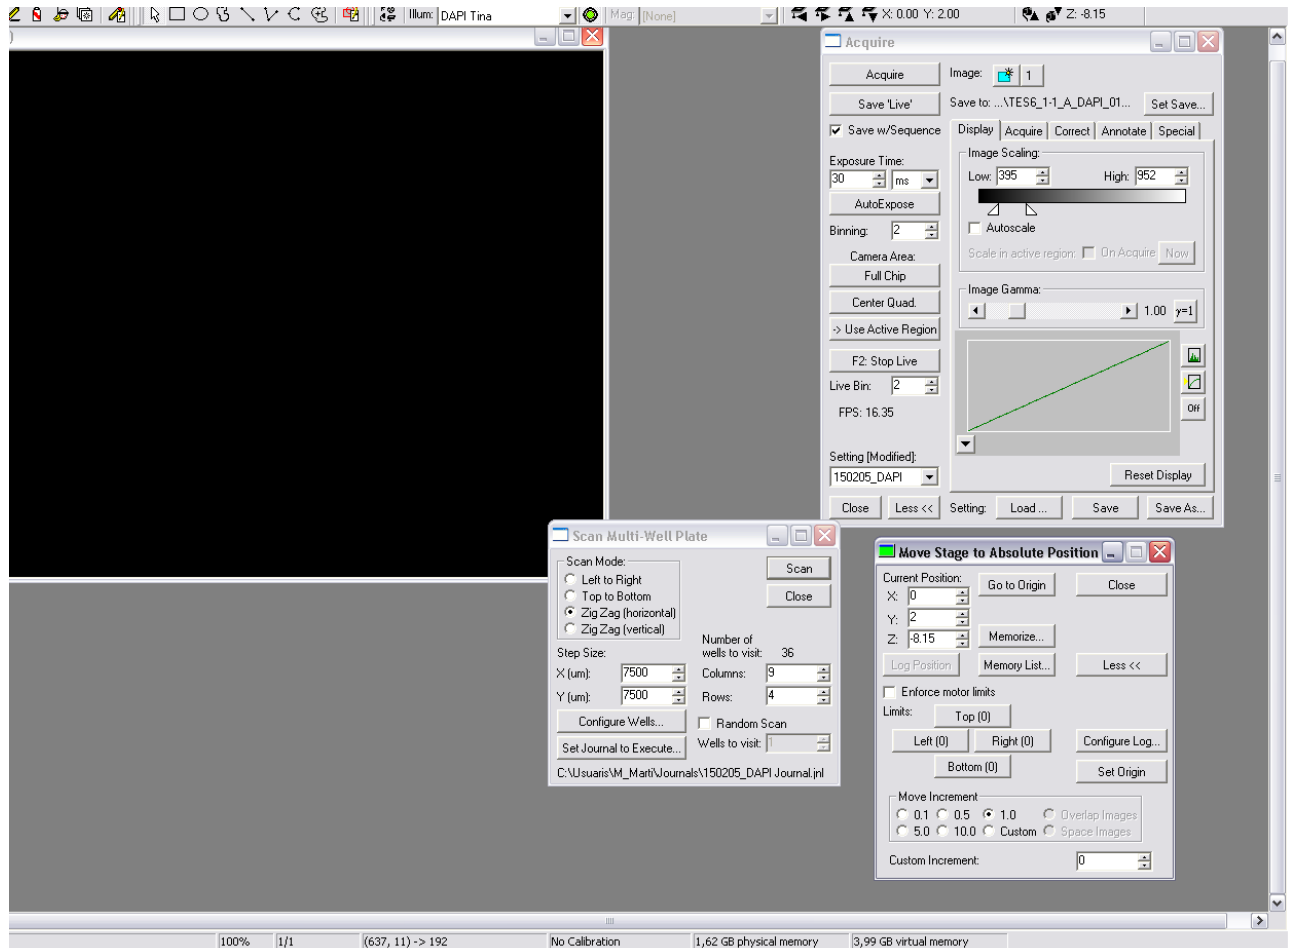 Illum: DAPI Tina Mag: [None] X: 0.00 Y: 2.00 Z: -8.15
)
Acquire
Acquire Image: 1
Save 'Live' Save to: ...\TES6_1-1_A_DAPI_01... Set Save...
Save w/Sequence Display Acquire Correct Annotate Special
Image Scaling:
Exposure Time: Low: 395 High: 952
30 ms
AutoExpose
Binning: 2 Autoscale
Camera Area: Scale in active region: On Acquire Now
Full Chip
Image Gamma:
Center Quad. 1.00 γ=1
-> Use Active Region
F2: Stop Live
Live Bin: 2
FPS: 16.35 Off
Setting [Modified]:
150205_DAPI Reset Display
Close Less << Setting: Load ... Save Save As...
Scan Multi-Well Plate
Scan Mode: Scan
Left to Right
Top to Bottom Close
Zig Zag (horizontal)
Zig Zag (vertical)
Number of
Step Size: wells to visit: 36
X (um): 7500 Columns: 9
Y (um): 7500 Rows: 4
Configure Wells... Random Scan
Set Journal to Execute... Wells to visit: 1
C:\Usuaris\M_Marti\Journals\150205_DAPI Journal.jnl
Move Stage to Absolute Position
Current Position: Go to Origin Close
X: 0
Y: 2
Z: -8.15 Memorize...
Log Position Memory List... Less <<
Enforce motor limits
Limits: Top (0)
Left (0) Right (0) Configure Log...
Bottom (0) Set Origin
Move Increment
0.1 0.5 1.0 Overlap Images
5.0 10.0 Custom Space Images
Custom Increment: 0
100% 1/1 (637, 11) -> 192 No Calibration 1,62 GB physical memory 3,99 GB virtual memory